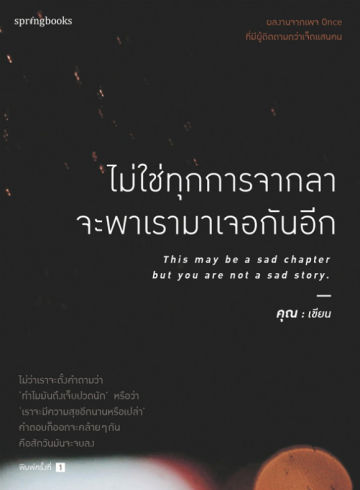 springbooks
ผลงานจากเพจ Once
ที่มีผู้ติดตามกว่าเจ็ดแสนคน
ไม่ใช่ทุกการจากลา
จะพาเรามาเจอกันอีก
This may be a sad chapter
but you are not a sad story.
คุณ : เขียน
ไม่ว่าเราจะตั้งคำถามว่า
'ทำไมมันถึงเจ็บปวดนัก' หรือว่า
'เราจะมีความสุขอีกนานหรือเปล่า'
คำตอบก็ออกจะคล้ายๆ กัน
คือสักวันมันจะจบลง
พิมพ์ครั้งที่ 1